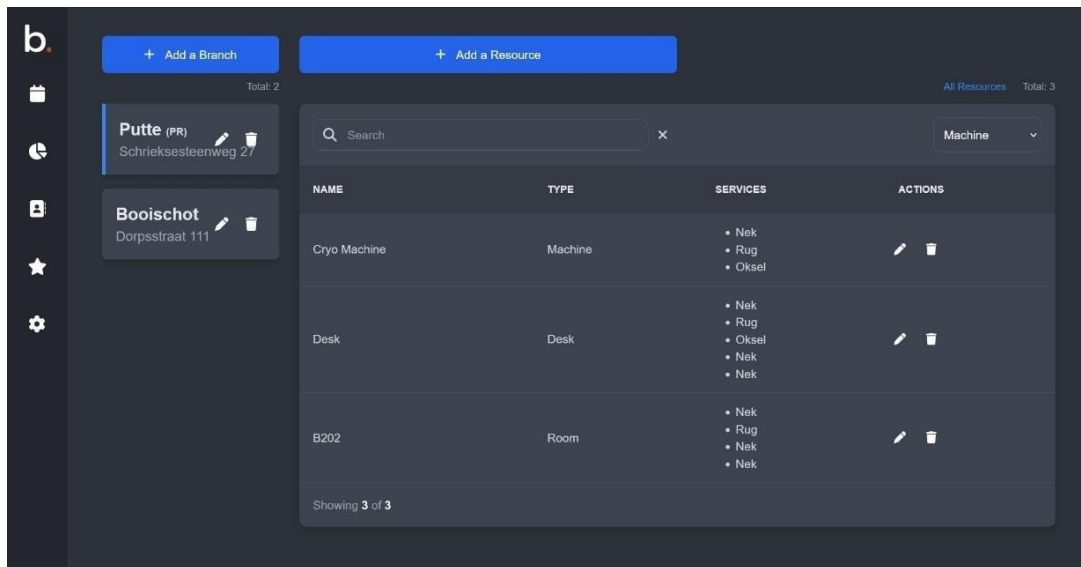 b.
+ Add a Branch
+ Add a Resource
Total: 2
All Resources Total: 3
Putte (PR)
Schrieksesteenweg 27
Booischot
Dorpsstraat 111
Search
Machine
NAME TYPE SERVICES ACTIONS
Cryo Machine Machine
• Nek
• Rug
• Oksel
Desk Desk
• Nek
• Rug
• Oksel
• Nek
• Nek
B202 Room
• Nek
• Rug
• Nek
• Nek
Showing 3 of 3